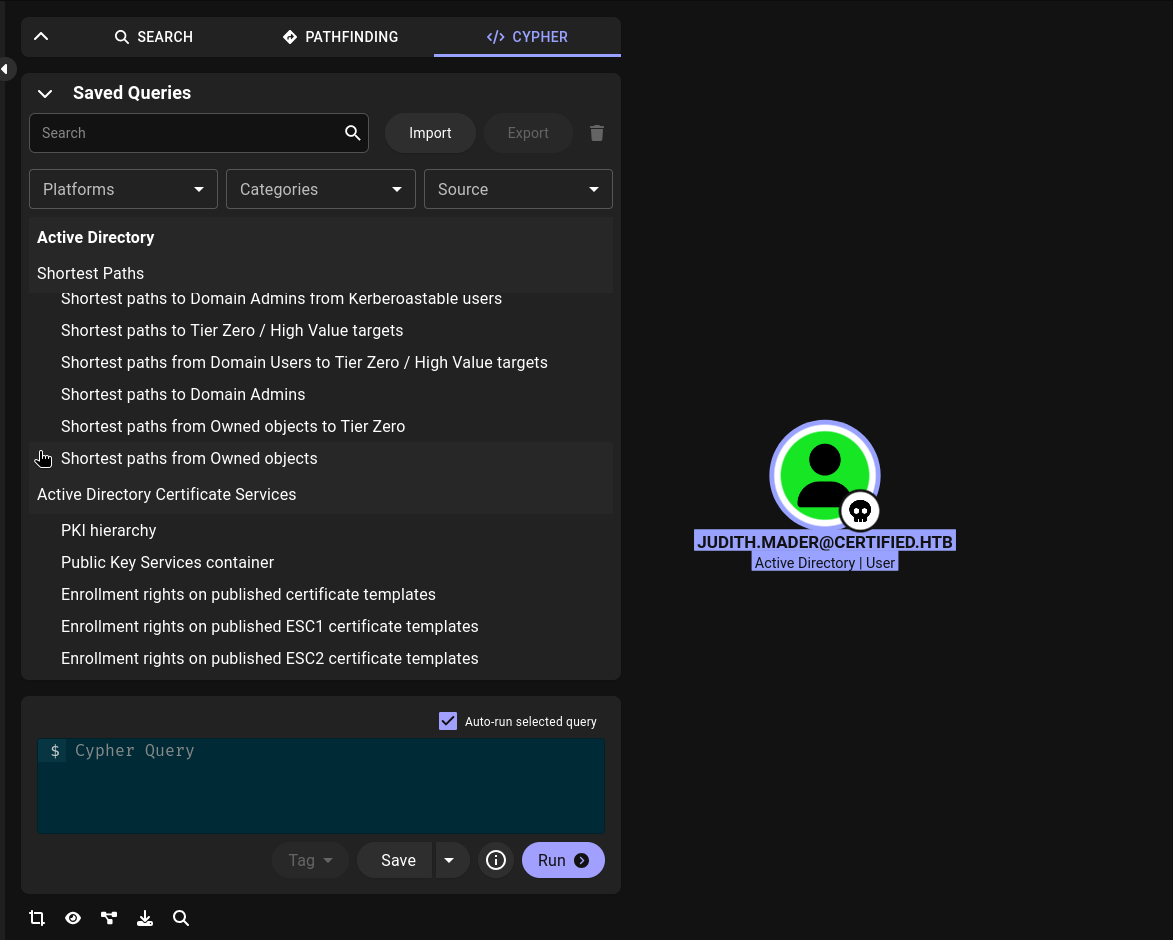 SEARCH
PATHFINDING
</> CYPHER
Saved Queries
Search
Import
Export
Platforms
Categories
Source
Active Directory
Shortest Paths
Shortest paths to Domain Admins from Kerberoastable users
Shortest paths to Tier Zero / High Value targets
Shortest paths from Domain Users to Tier Zero / High Value targets
Shortest paths to Domain Admins
Shortest paths from Owned objects to Tier Zero
Shortest paths from Owned objects
Active Directory Certificate Services
PKI hierarchy
Public Key Services container
Enrollment rights on published certificate templates
Enrollment rights on published ESC1 certificate templates
Enrollment rights on published ESC2 certificate templates
Auto-run selected query
$ Cypher Query
Tag
Save
Run
JUDITH.MADER@CERTIFIED.HTB
Active Directory | User